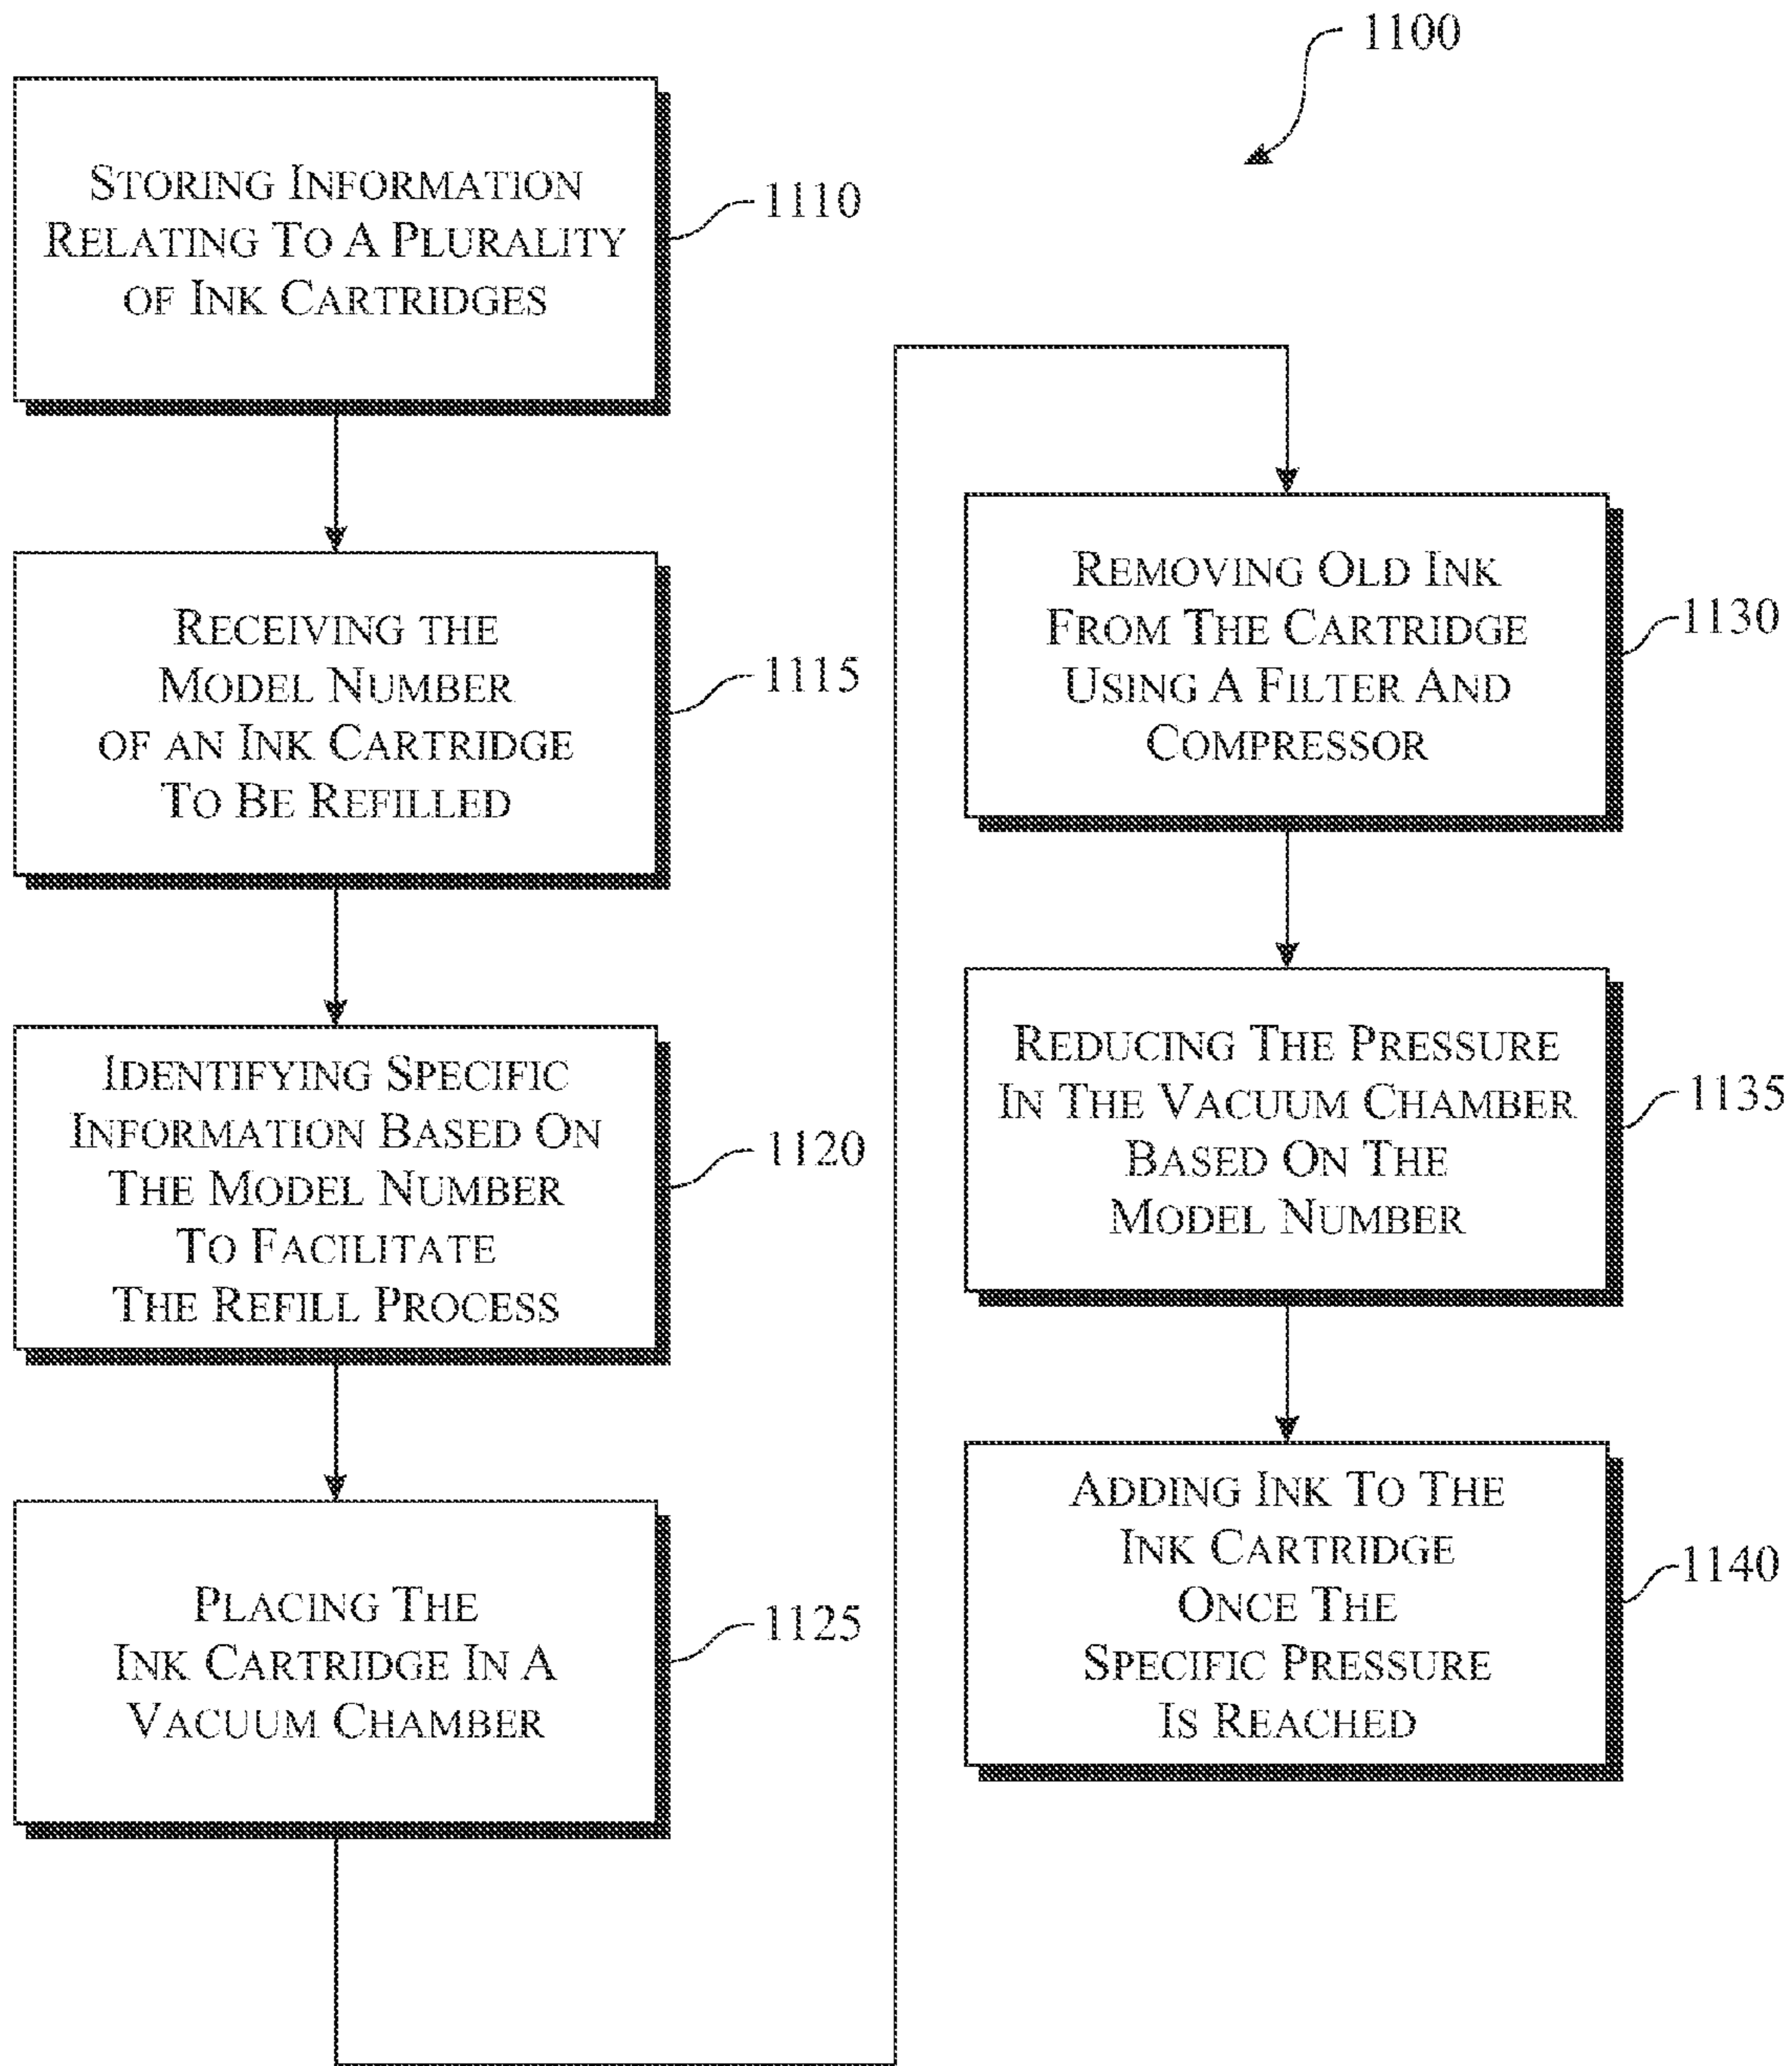 1100
STORING INFORMATION
RELATING TO A PLURALITY
OF INK CARTRIDGES
1110
RECEIVING THE
MODEL NUMBER
OF AN INK CARTRIDGE
TO BE REFILLED
1115
IDENTIFYING SPECIFIC
INFORMATION BASED ON
THE MODEL NUMBER
TO FACILITATE
THE REFILL PROCESS
1120
PLACING THE
INK CARTRIDGE IN A
VACUUM CHAMBER
1125
REMOVING OLD INK
FROM THE CARTRIDGE
USING A FILTER AND
COMPRESSOR
1130
REDUCING THE PRESSURE
IN THE VACUUM CHAMBER
BASED ON THE
MODEL NUMBER
1135
ADDING INK TO THE
INK CARTRIDGE
ONCE THE
SPECIFIC PRESSURE
IS REACHED
1140